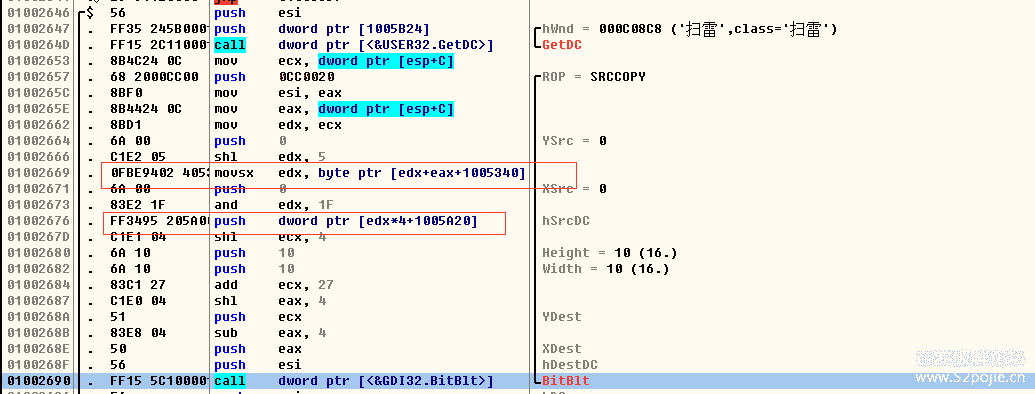 01002646 $ 56 push esi
01002647 . FF35 245B000 push dword ptr [1005B24] hWnd = 000C08C8 ('扫雷',class='扫雷')
0100264D . FF15 2C11000 call dword ptr [<&USER32.GetDC>] GetDC
01002653 . 8B4C24 0C mov ecx, dword ptr [esp+C]
01002657 . 68 2000CC00 push 0CC0020 ROP = SRCCOPY
0100265C . 8BF0 mov esi, eax
0100265E . 8B4424 0C mov eax, dword ptr [esp+C]
01002662 . 8BD1 mov edx, ecx
01002664 . 6A 00 push 0 YSrc = 0
01002666 . C1E2 05 shl edx, 5
01002669 . 0FBE9402 405 movsx edx, byte ptr [edx+eax+1005340]
01002671 . 6A 00 push 0 XSrc = 0
01002673 . 83E2 1F and edx, 1F
01002676 . FF3495 205A0 push dword ptr [edx*4+1005A20] hSrcDC
0100267D . C1E1 04 shl ecx, 4
01002680 . 6A 10 push 10 Height = 10 (16.)
01002682 . 6A 10 push 10 Width = 10 (16.)
01002684 . 83C1 27 add ecx, 27
01002687 . C1E0 04 shl eax, 4
0100268A . 51 push ecx YDest
0100268B . 83E8 04 sub eax, 4
0100268E . 50 push eax XDest
0100268F . 56 push esi hDestDC
01002690 . FF15 5C10000 call dword ptr [<&GDI32.BitBlt>] BitBlt
www.52pojie.cn